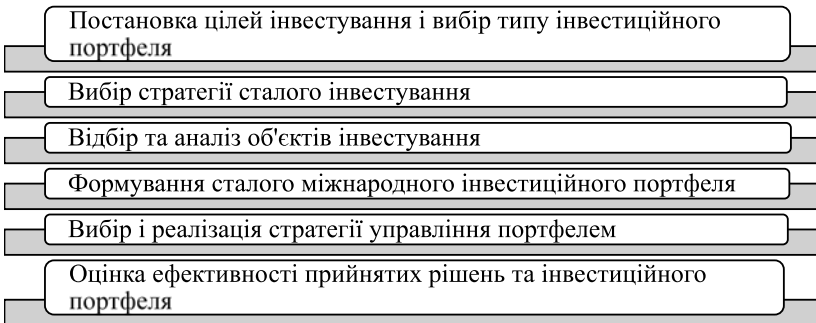 Постановка цілей інвестування і вибір типу інвестиційного
портфеля
Вибір стратегії сталого інвестування
Відбір та аналіз об'єктів інвестування
Формування сталого міжнародного інвестиційного портфеля
Вибір і реалізація стратегії управління портфелем
Оцінка ефективності прийнятих рішень та інвестиційного
портфеля